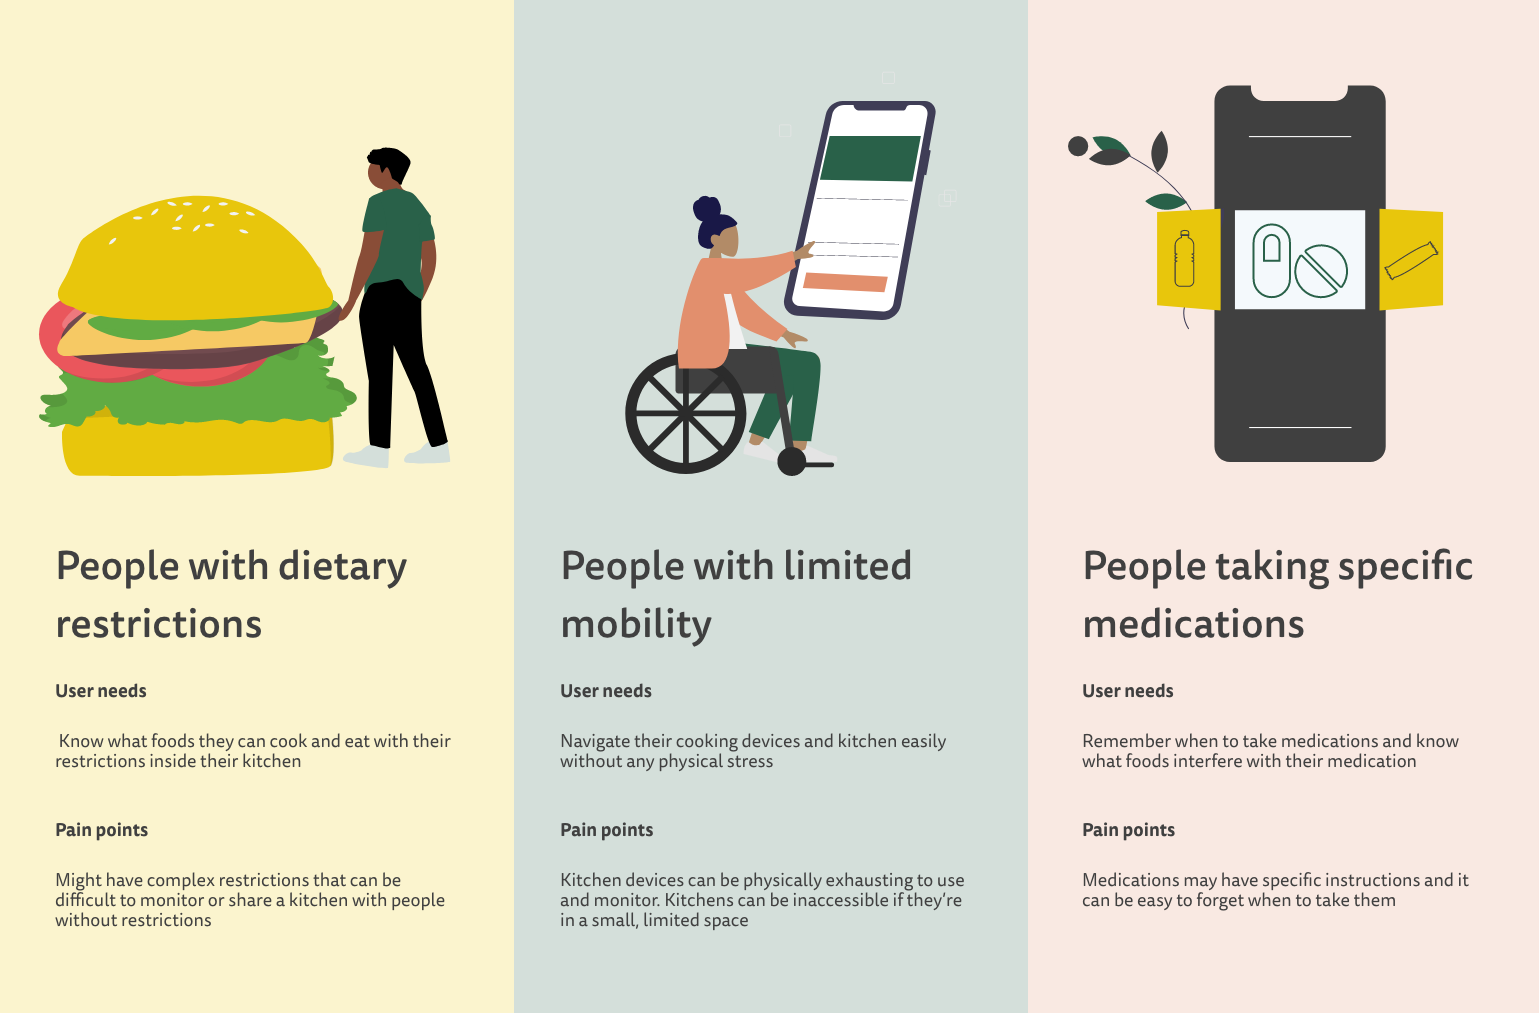 People with dietary
restrictions
User needs
Know what foods they can cook and eat with their
restrictions inside their kitchen
Pain points
Might have complex restrictions that can be
difficult to monitor or share a kitchen with people
without restrictions
People with limited
mobility
User needs
Navigate their cooking devices and kitchen easily
without any physical stress
Pain points
Kitchen devices can be physically exhausting to use
and monitor. Kitchens can be inaccessible if they're
in a small, limited space
People taking specific
medications
User needs
Remember when to take medications and know
what foods interfere with their medication
Pain points
Medications may have specific instructions and it
can be easy to forget when to take them